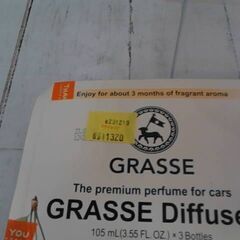 Enjoy for about 3 months of fragrant aroma
GRASSE
The premium perfume for cars
GRASSE Diffuse
105 mL(3.55 FL. OZ.) × 3 Bottles
YOU